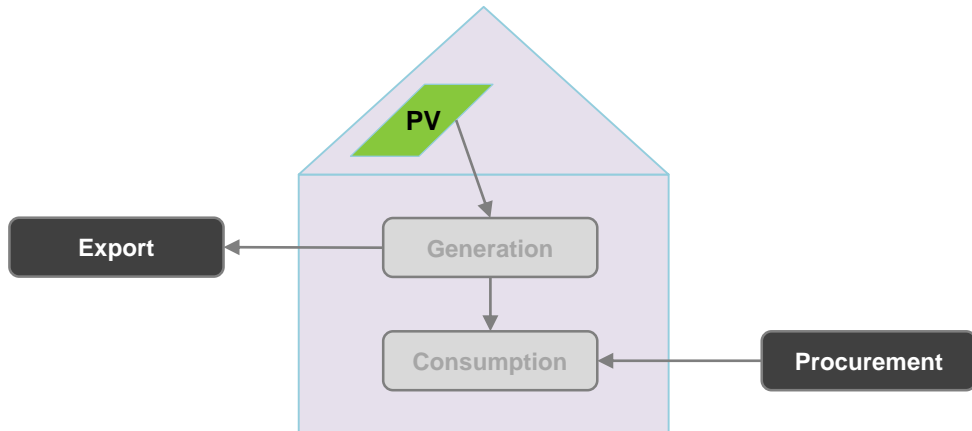 PV
Export
Generation
Consumption
Procurement